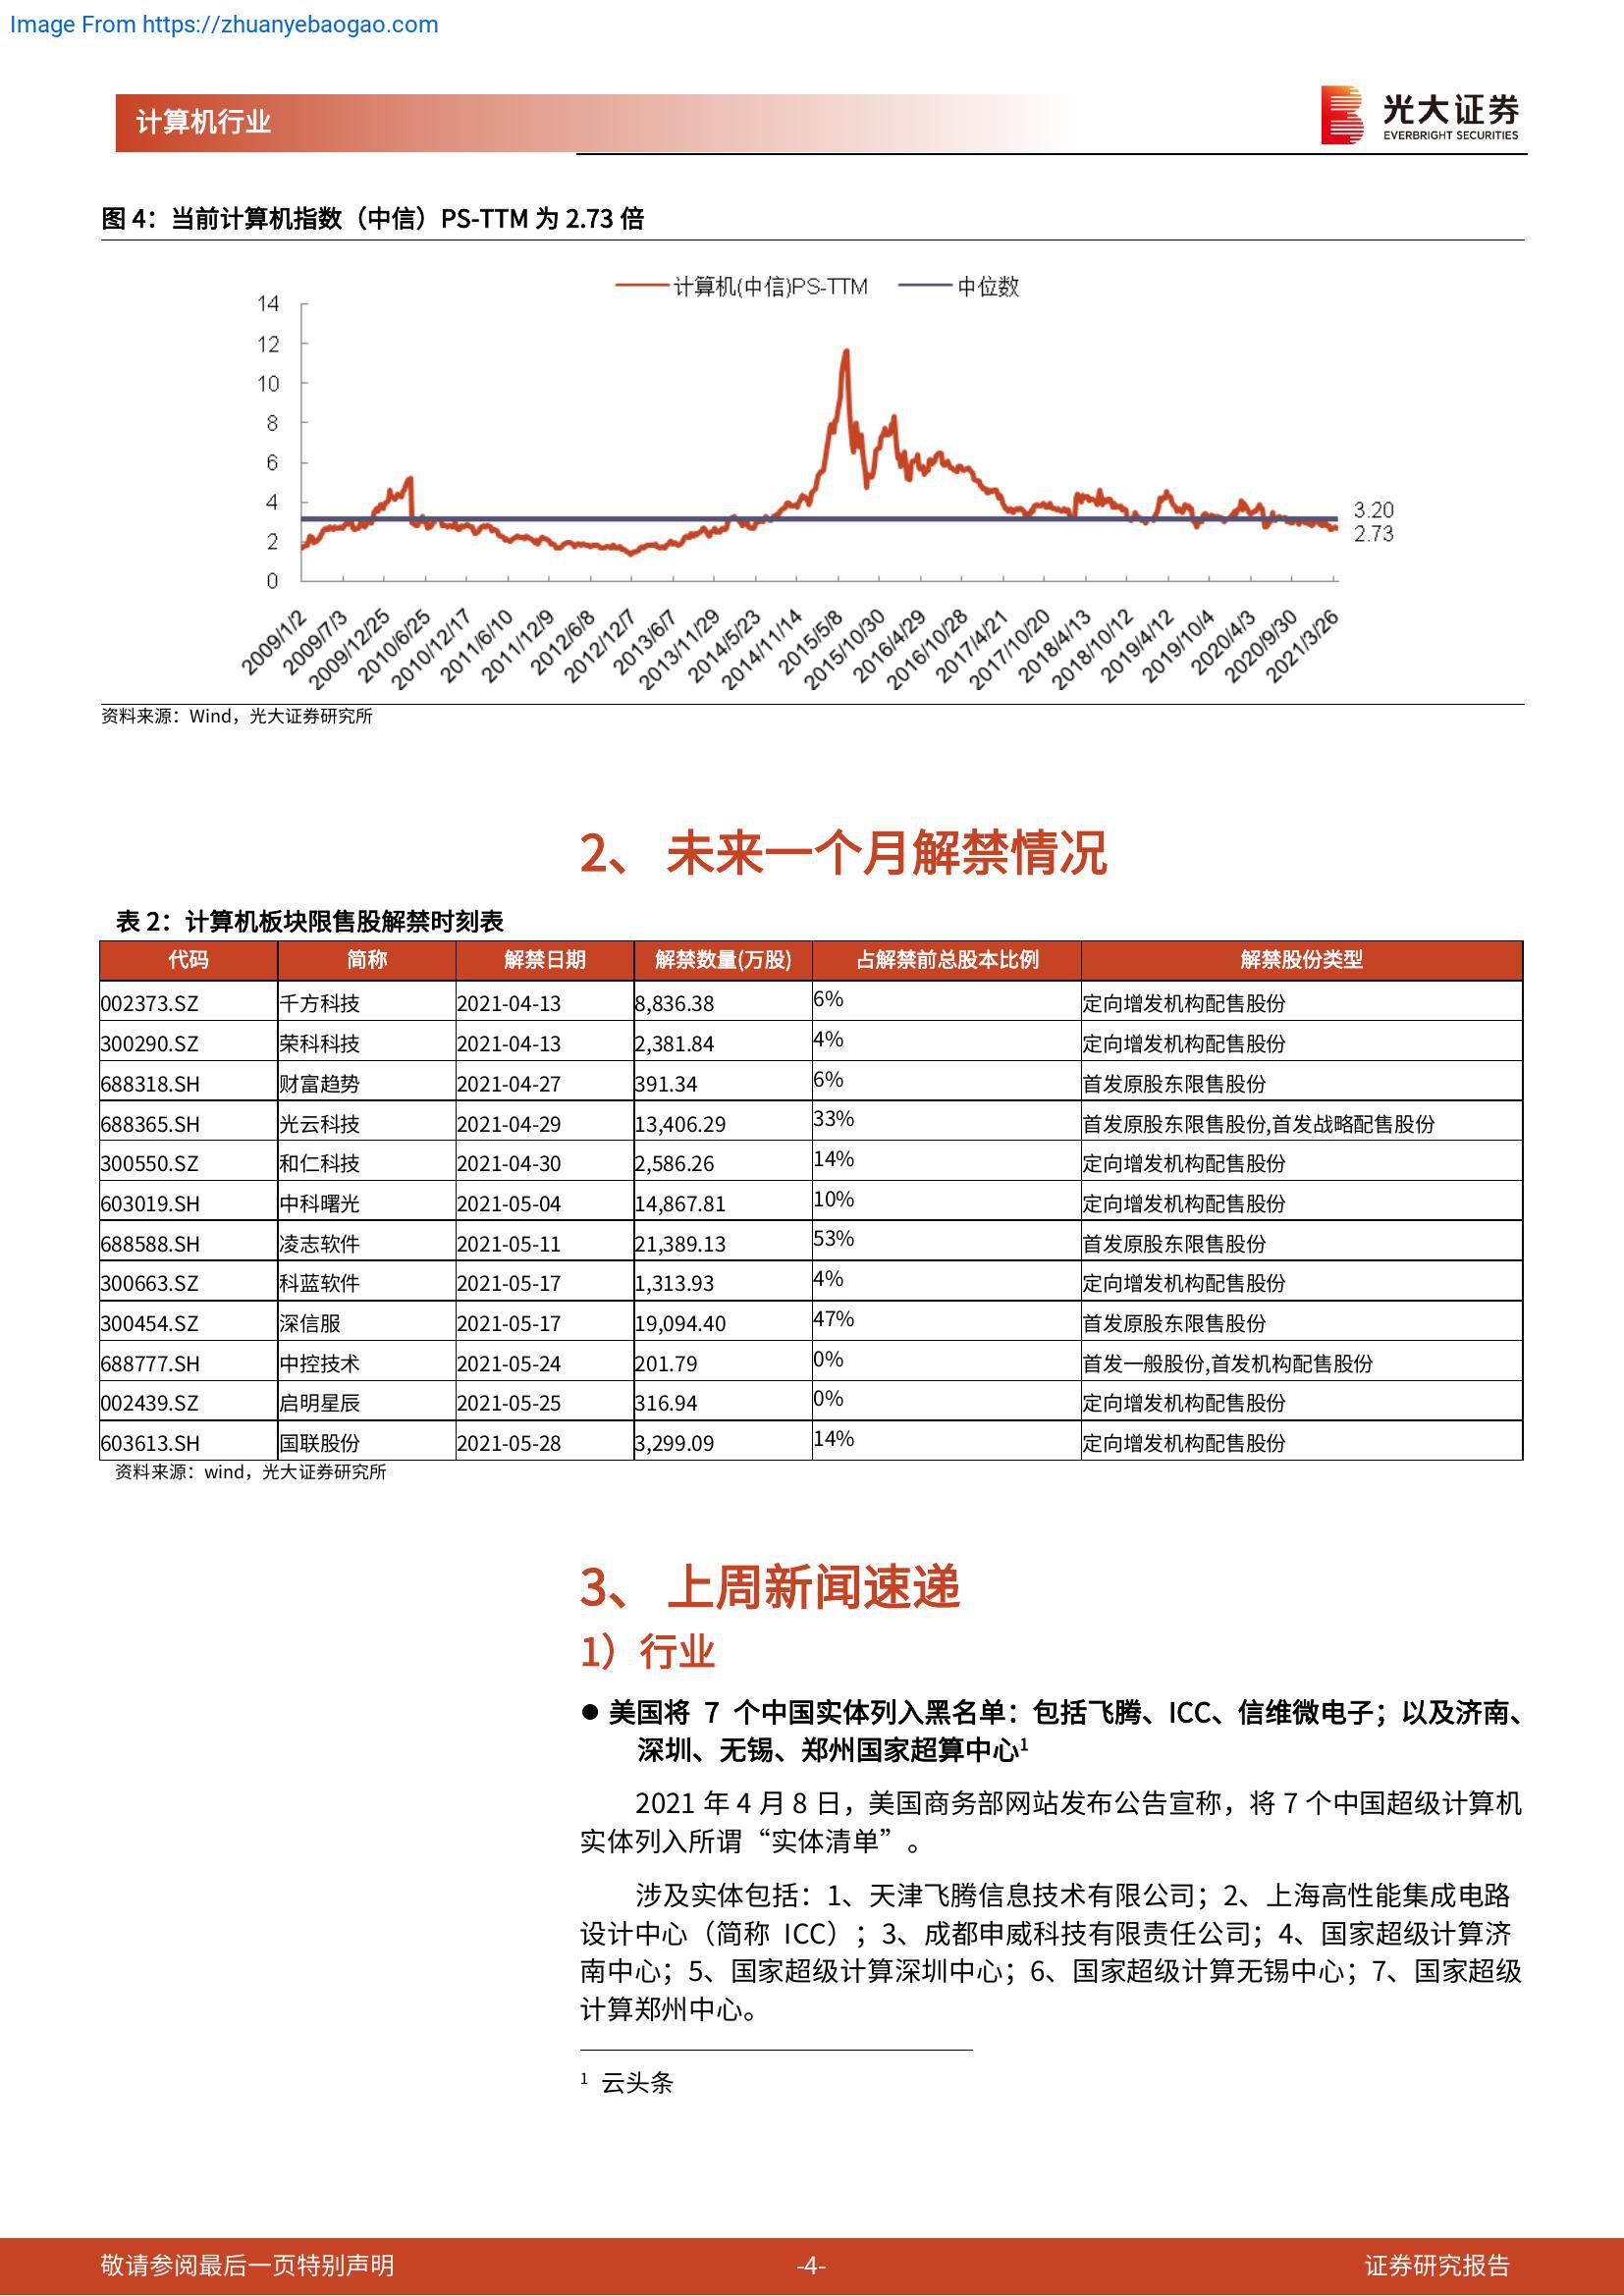 Image From https://zhuanyebaogao.com
计算机行业
光大证券
EVERBRIGHT SECURITIES
图 4：当前计算机指数（中信）PS-TTM 为 2.73 倍
计算机(中信)PS-TTM 中位数
14
12
10
8
6
4
2
0
3.20
2.73
2009/1/2 2009/7/3 2009/12/25 2010/6/25 2010/12/17 2011/6/10 2011/12/9 2012/6/8 2012/12/7 2013/6/7 2013/11/29 2014/5/23 2014/11/14 2015/5/8 2015/10/30 2016/4/29 2016/10/28 2017/4/21 2017/10/20 2018/4/13 2018/10/12 2019/4/12 2019/10/4 2020/4/3 2020/9/30 2021/3/26
资料来源：Wind，光大证券研究所
2、 未来一个月解禁情况
表 2：计算机板块限售股解禁时刻表
代码 简称 解禁日期 解禁数量(万股) 占解禁前总股本比例 解禁股份类型
002373.SZ 千方科技 2021-04-13 8,836.38 6% 定向增发机构配售股份
300290.SZ 荣科科技 2021-04-13 2,381.84 4% 定向增发机构配售股份
688318.SH 财富趋势 2021-04-27 391.34 6% 首发原股东限售股份
688365.SH 光云科技 2021-04-29 13,406.29 33% 首发原股东限售股份,首发战略配售股份
300550.SZ 和仁科技 2021-04-30 2,586.26 14% 定向增发机构配售股份
603019.SH 中科曙光 2021-05-04 14,867.81 10% 定向增发机构配售股份
688588.SH 凌志软件 2021-05-11 21,389.13 53% 首发原股东限售股份
300663.SZ 科蓝软件 2021-05-17 1,313.93 4% 定向增发机构配售股份
300454.SZ 深信服 2021-05-17 19,094.40 47% 首发原股东限售股份
688777.SH 中控技术 2021-05-24 201.79 0% 首发一般股份,首发机构配售股份
002439.SZ 启明星辰 2021-05-25 316.94 0% 定向增发机构配售股份
603613.SH 国联股份 2021-05-28 3,299.09 14% 定向增发机构配售股份
资料来源：wind，光大证券研究所
3、 上周新闻速递
1）行业
● 美国将 7 个中国实体列入黑名单：包括飞腾、ICC、信维微电子；以及济南、
深圳、无锡、郑州国家超算中心¹
2021 年 4 月 8 日，美国商务部网站发布公告宣称，将 7 个中国超级计算机
实体列入所谓“实体清单”。
涉及实体包括：1、天津飞腾信息技术有限公司；2、上海高性能集成电路
设计中心（简称 ICC）；3、成都申威科技有限责任公司；4、国家超级计算济
南中心；5、国家超级计算深圳中心；6、国家超级计算无锡中心；7、国家超级
计算郑州中心。
¹ 云头条
敬请参阅最后一页特别声明 -4- 证券研究报告